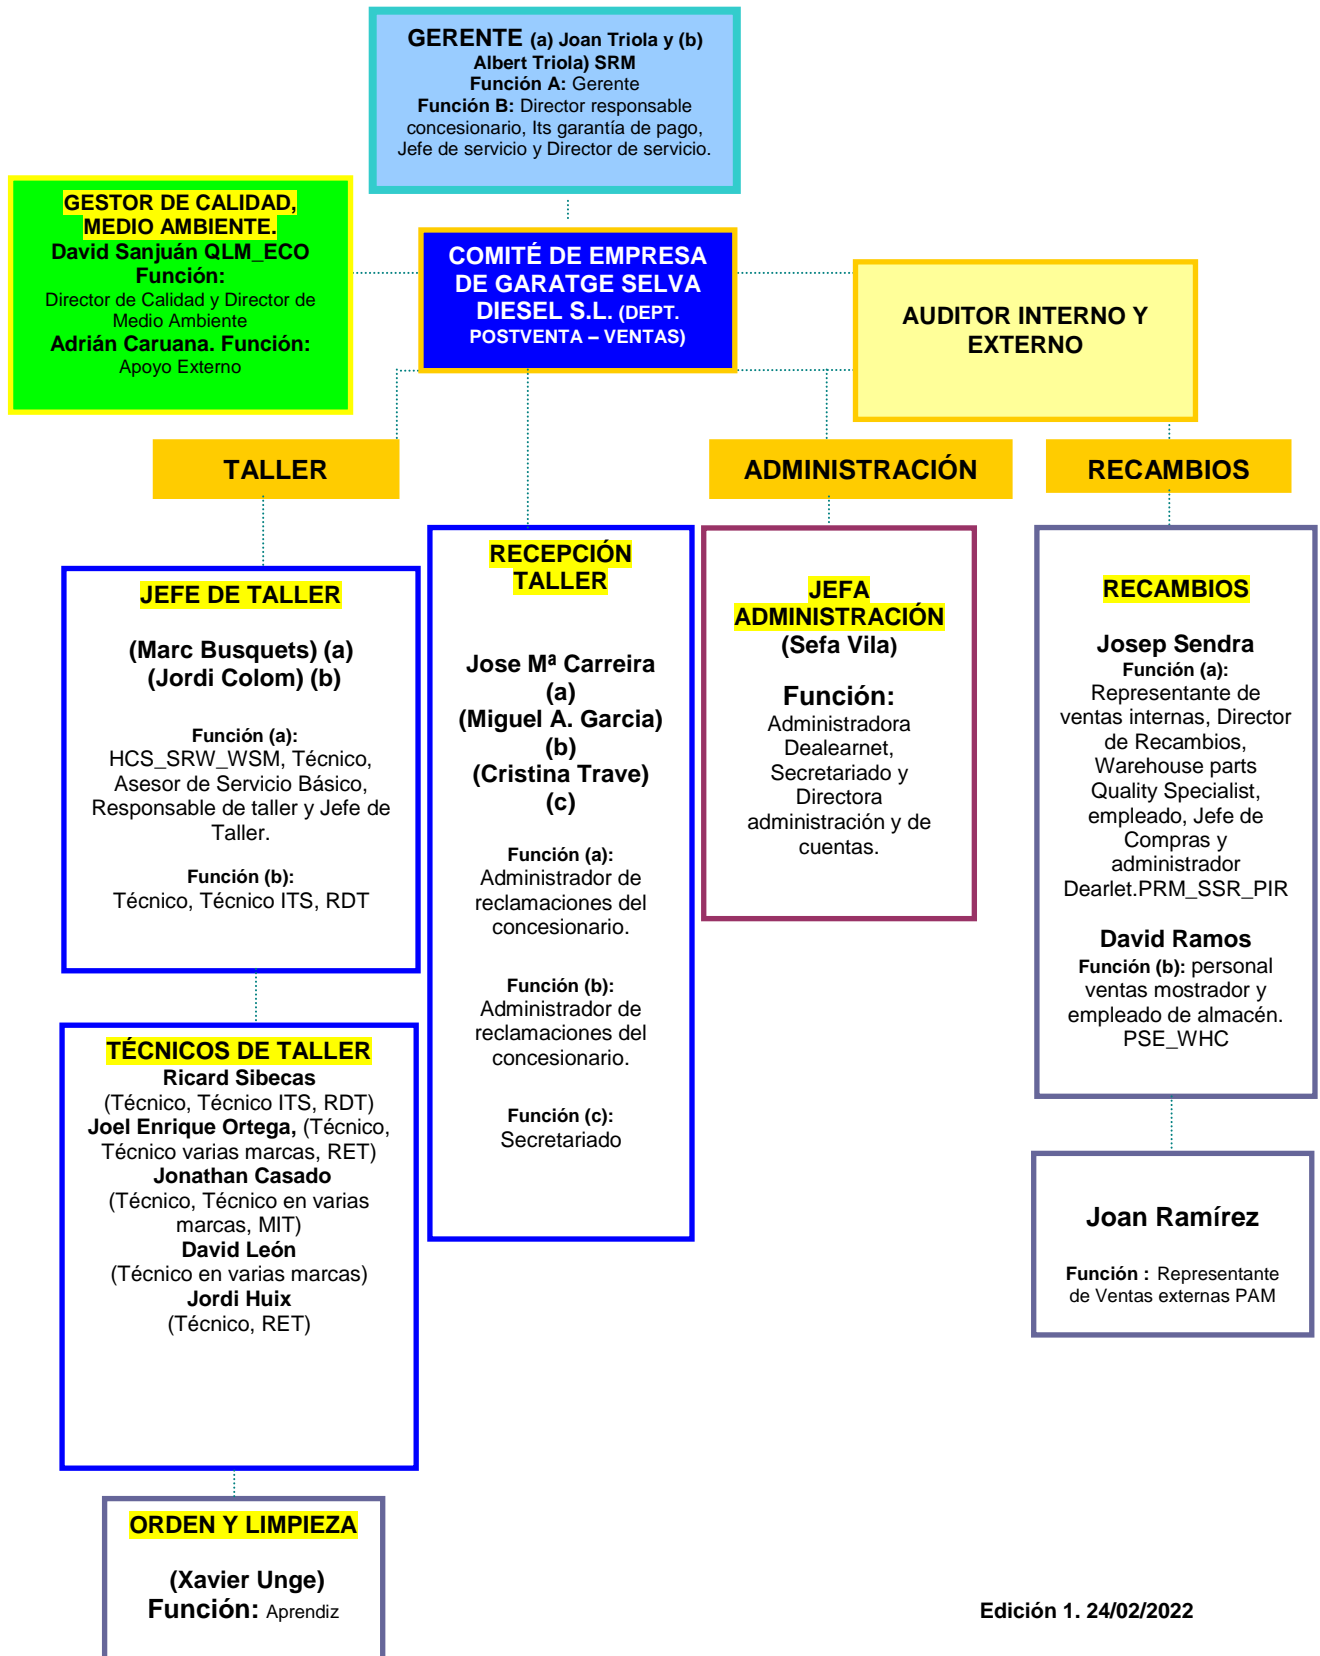 GERENTE (a) Joan Triola y (b)
Albert Triola) SRM
Función A: Gerente
Función B: Director responsable
concesionario, Its garantía de pago,
Jefe de servicio y Director de servicio.
GESTOR DE CALIDAD,
MEDIO AMBIENTE.
David Sanjuán QLM_ECO
Función:
Director de Calidad y Director de
Medio Ambiente
Adrián Caruana. Función:
Apoyo Externo
COMITÉ DE EMPRESA
DE GARATGE SELVA
DIESEL S.L. (DEPT.
POSTVENTA – VENTAS)
AUDITOR INTERNO Y
EXTERNO
TALLER
ADMINISTRACIÓN
RECAMBIOS
JEFE DE TALLER
(Marc Busquets) (a)
(Jordi Colom) (b)
Función (a):
HCS_SRW_WSM, Técnico,
Asesor de Servicio Básico,
Responsable de taller y Jefe de
Taller.
Función (b):
Técnico, Técnico ITS, RDT
RECEPCIÓN
TALLER
Jose Mª Carreira
(a)
(Miguel A. Garcia)
(b)
(Cristina Trave)
(c)
Función (a):
Administrador de
reclamaciones del
concesionario.
Función (b):
Administrador de
reclamaciones del
concesionario.
Función (c):
Secretariado
JEFA
ADMINISTRACIÓN
(Sefa Vila)
Función:
Administradora
Dealearnet,
Secretariado y
Directora
administración y de
cuentas.
RECAMBIOS
Josep Sendra
Función (a):
Representante de
ventas internas, Director
de Recambios,
Warehouse parts
Quality Specialist,
empleado, Jefe de
Compras y
administrador
Dearlet.PRM_SSR_PIR
David Ramos
Función (b): personal
ventas mostrador y
empleado de almacén.
PSE_WHC
TÉCNICOS DE TALLER
Ricard Sibecas
(Técnico, Técnico ITS, RDT)
Joel Enrique Ortega, (Técnico,
Técnico varias marcas, RET)
Jonathan Casado
(Técnico, Técnico en varias
marcas, MIT)
David León
(Técnico en varias marcas)
Jordi Huix
(Técnico, RET)
Joan Ramírez
Función : Representante
de Ventas externas PAM
ORDEN Y LIMPIEZA
(Xavier Unge)
Función: Aprendiz
Edición 1. 24/02/2022